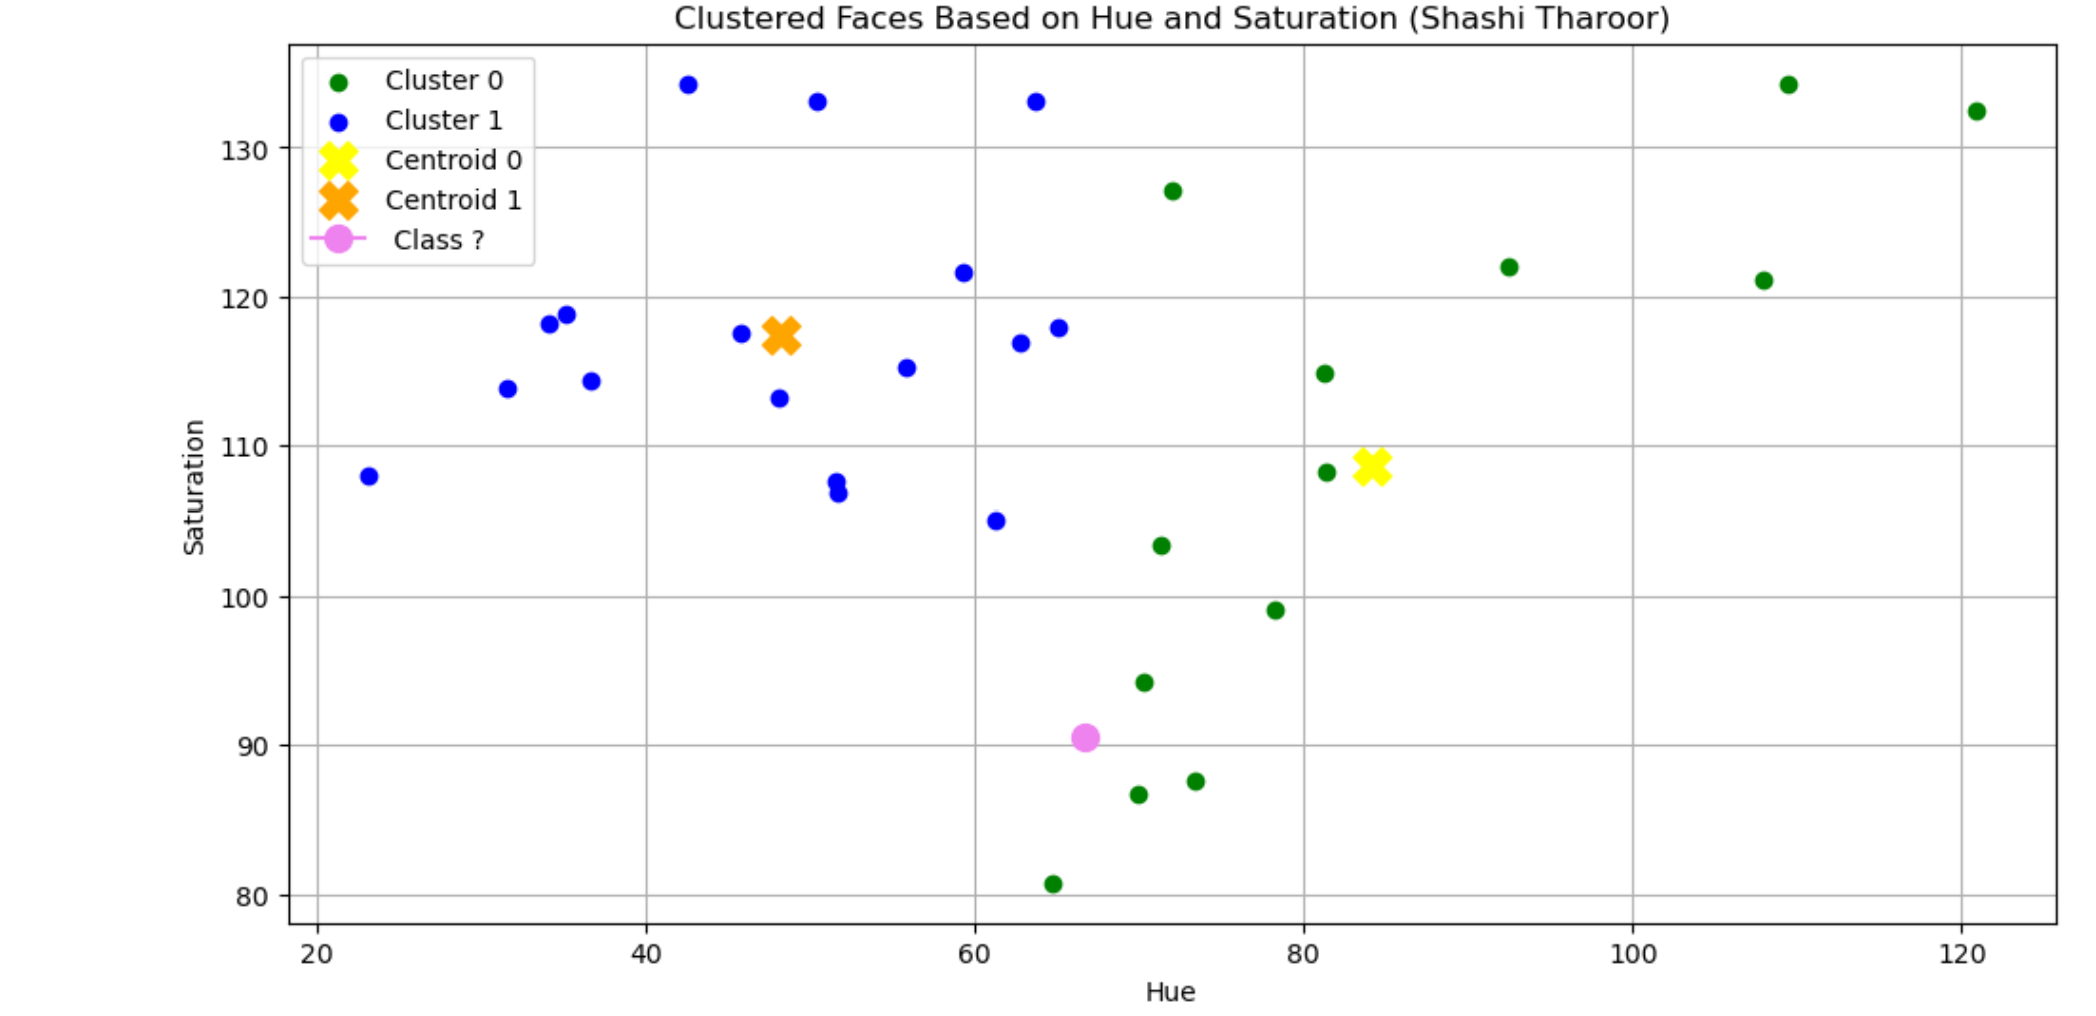 Clustered Faces Based on Hue and Saturation (Shashi Tharoor)
Cluster 0
Cluster 1
Centroid 0
Centroid 1
Class ?
130
120
110
100
90
80
Saturation
20 40 60 80 100 120
Hue